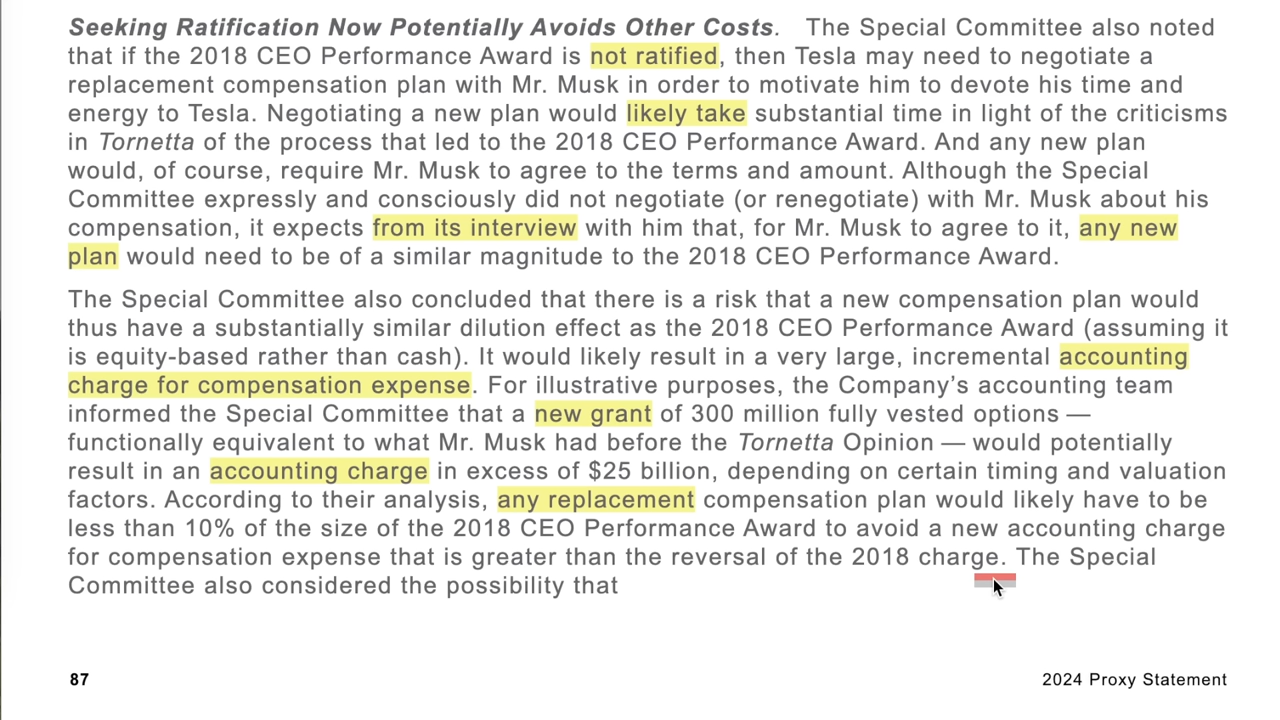 Seeking Ratification Now Potentially Avoids Other Costs. The Special Committee also noted
that if the 2018 CEO Performance Award is not ratified, then Tesla may need to negotiate a
replacement compensation plan with Mr. Musk in order to motivate him to devote his time and
energy to Tesla. Negotiating a new plan would likely take substantial time in light of the criticisms
in Tornetta of the process that led to the 2018 CEO Performance Award. And any new plan
would, of course, require Mr. Musk to agree to the terms and amount. Although the Special
Committee expressly and consciously did not negotiate (or renegotiate) with Mr. Musk about his
compensation, it expects from its interview with him that, for Mr. Musk to agree to it, any new
plan would need to be of a similar magnitude to the 2018 CEO Performance Award.
The Special Committee also concluded that there is a risk that a new compensation plan would
thus have a substantially similar dilution effect as the 2018 CEO Performance Award (assuming it
is equity-based rather than cash). It would likely result in a very large, incremental accounting
charge for compensation expense. For illustrative purposes, the Company's accounting team
informed the Special Committee that a new grant of 300 million fully vested options —
functionally equivalent to what Mr. Musk had before the Tornetta Opinion — would potentially
result in an accounting charge in excess of $25 billion, depending on certain timing and valuation
factors. According to their analysis, any replacement compensation plan would likely have to be
less than 10% of the size of the 2018 CEO Performance Award to avoid a new accounting charge
for compensation expense that is greater than the reversal of the 2018 charge. The Special
Committee also considered the possibility that
87
2024 Proxy Statement